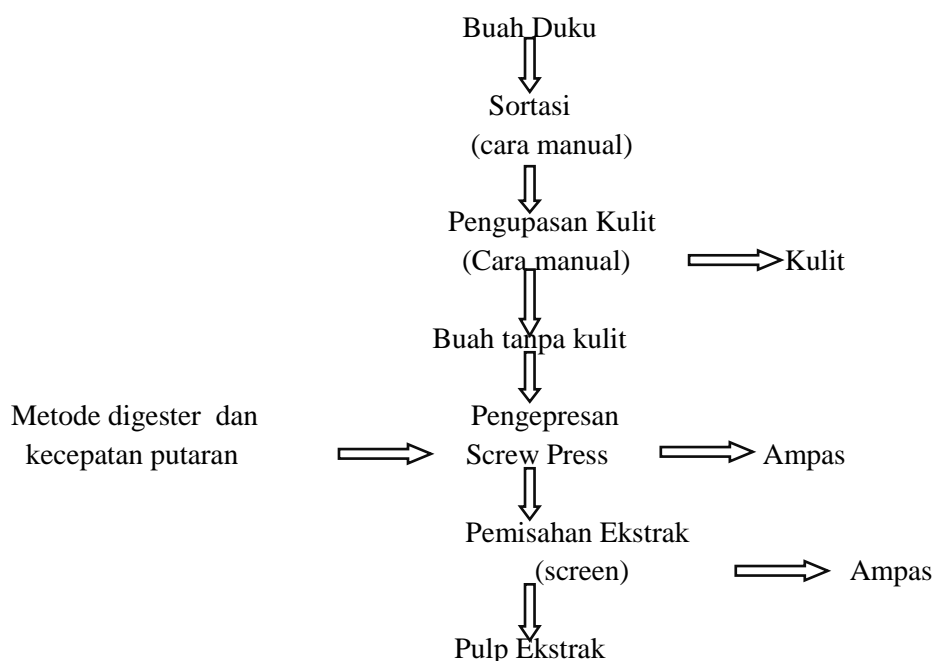 Buah Duku
Sortasi
(cara manual)
Pengupasan Kulit
(Cara manual)
Kulit
Buah tanpa kulit
Metode digester dan
kecepatan putaran
Pengepresan
Screw Press
Ampas
Pemisahan Ekstrak
(screen)
Ampas
Pulp Ekstrak